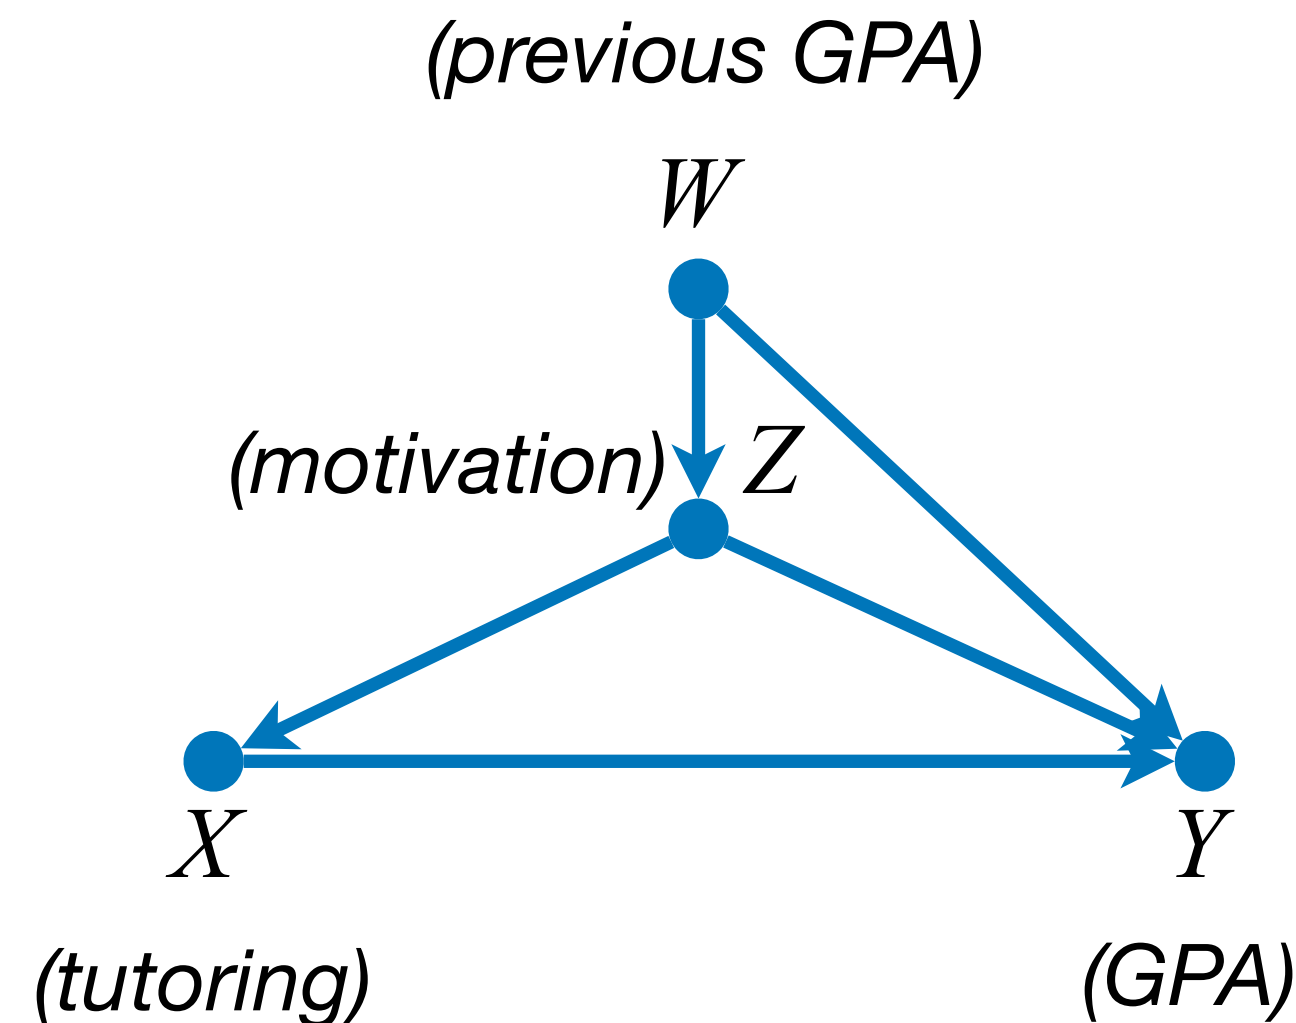 (previous GPA)
W
(motivation) Z
X
Y
(tutoring)
(GPA)